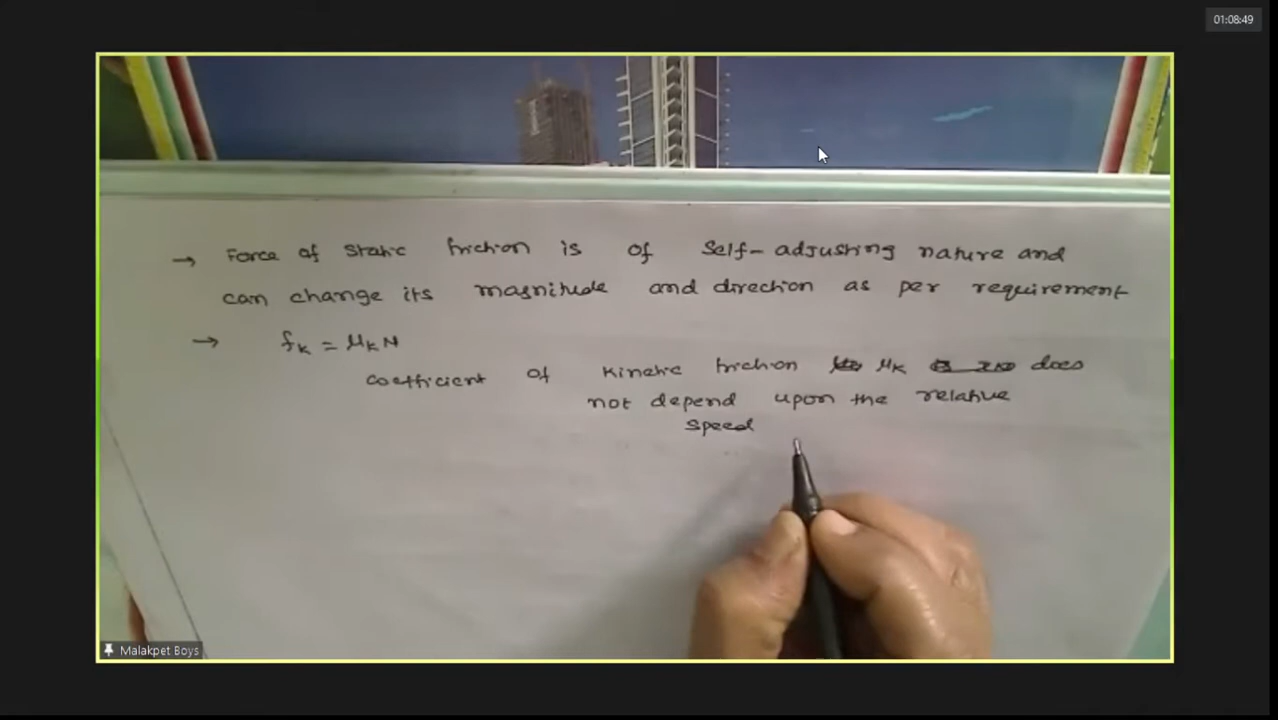 01:08:49
→ Force of static friction is of Self-adjusting nature and
can change its magnitude and direction as per requirement
→ fK = μK N
coefficient of Kinetic friction μK does
not depend upon the relative
speed
Malakpet Boys